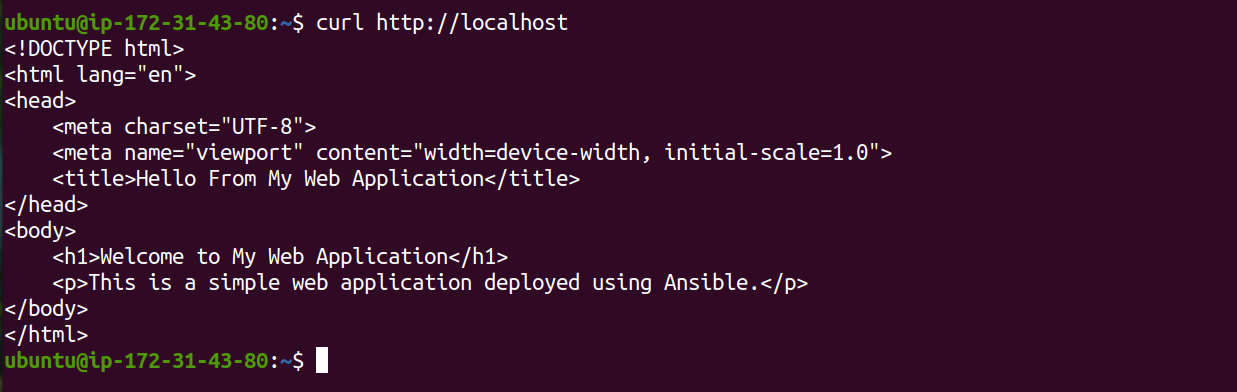 ubuntu@ip-172-31-43-80:~$ curl http://localhost
<!DOCTYPE html>
<html lang="en">
<head>
    <meta charset="UTF-8">
    <meta name="viewport" content="width=device-width, initial-scale=1.0">
    <title>Hello From My Web Application</title>
</head>
<body>
    <h1>Welcome to My Web Application</h1>
    <p>This is a simple web application deployed using Ansible.</p>
</body>
</html>
ubuntu@ip-172-31-43-80:~$